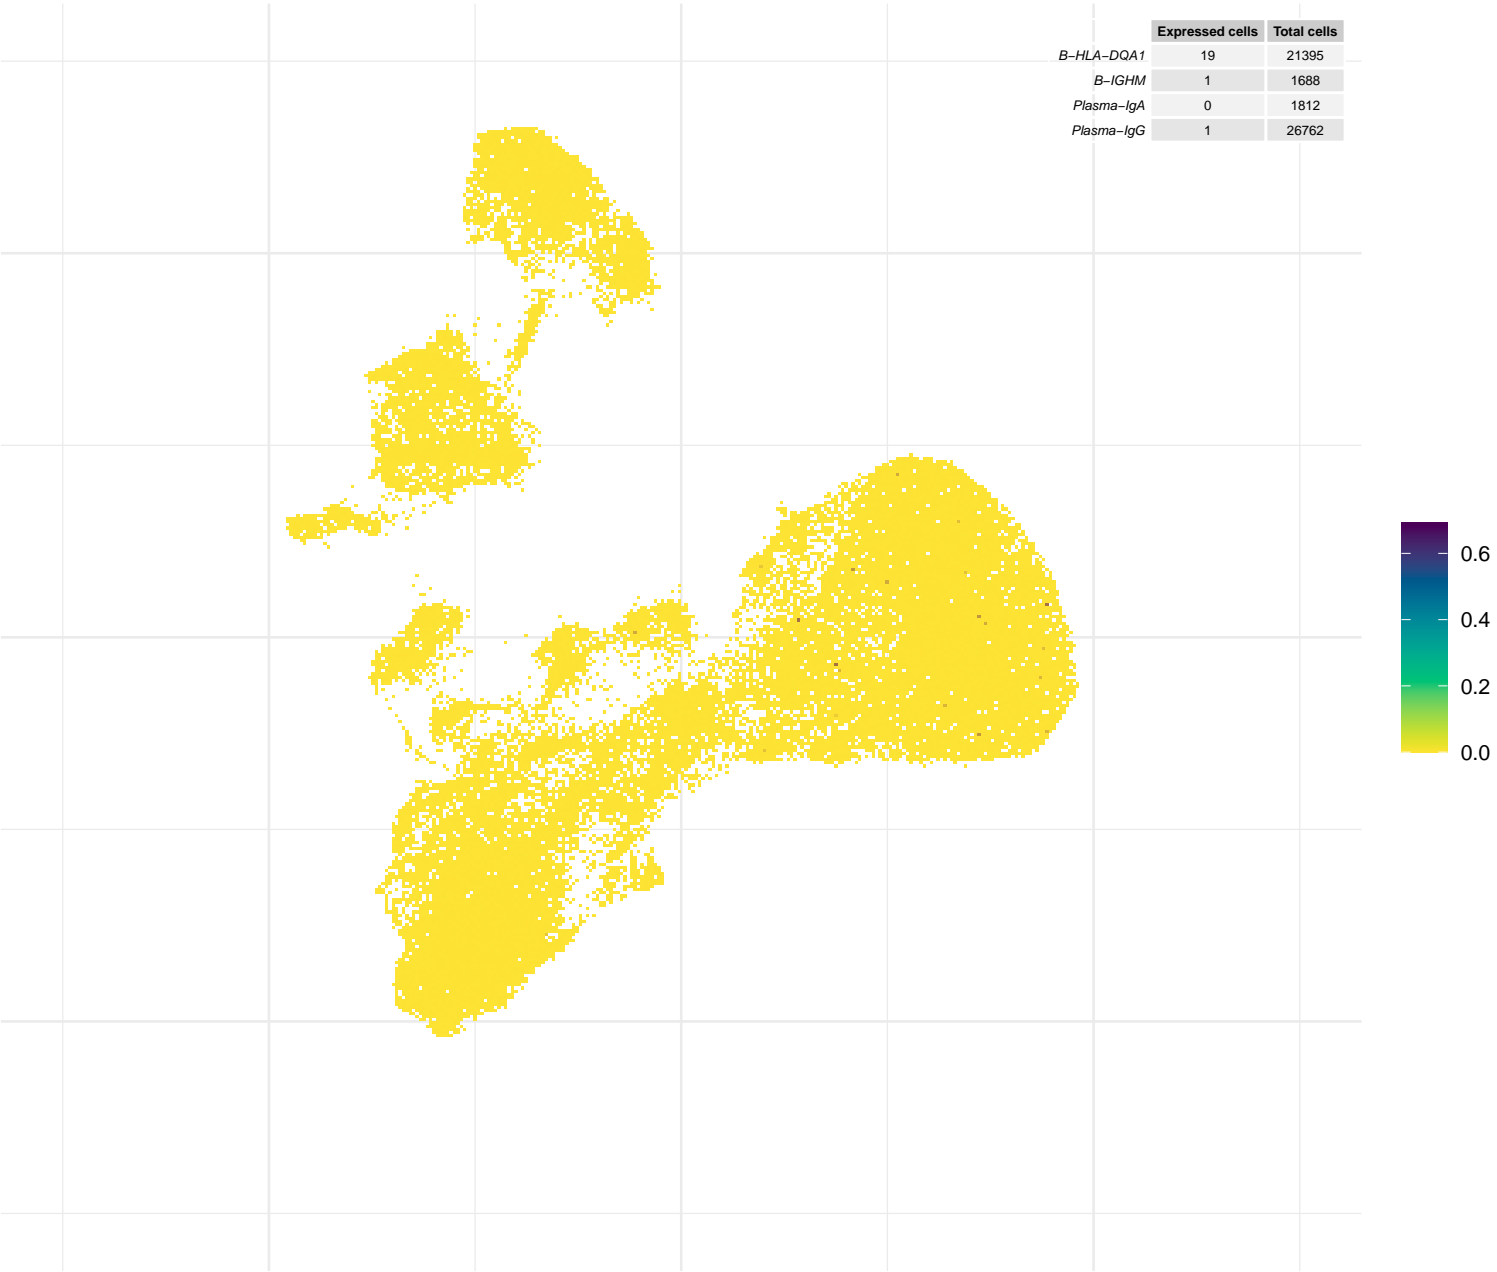 Expressed cells Total cells
B−HLA−DQA1 19 21395
B−IGHM 1 1688
Plasma−IgA 0 1812
Plasma−IgG 1 26762
0.6
0.4
0.2
0.0